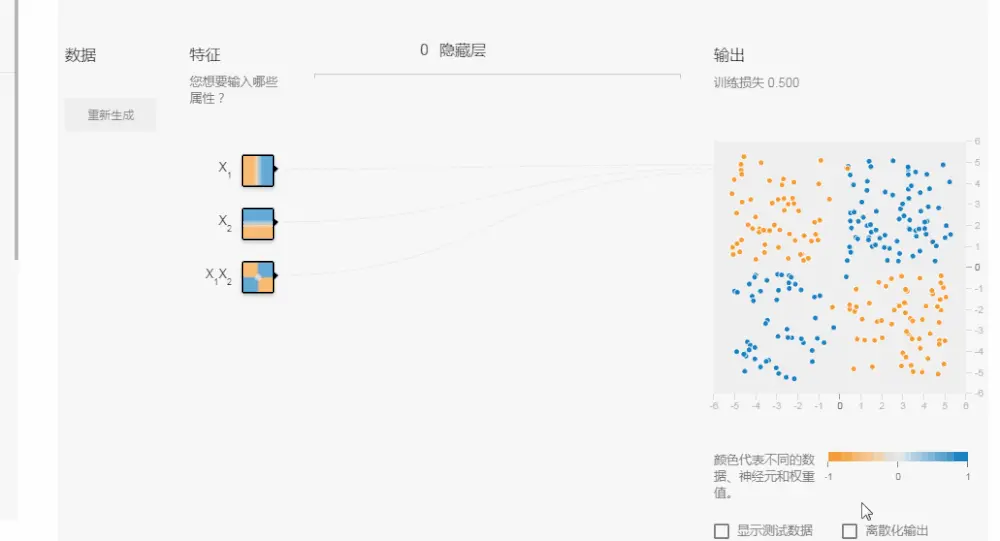 数据
重新生成
特征
您想要输入哪些
属性？
X1
X2
X1X2
0 隐藏层
输出
训练损失 0.500
6
5
4
3
2
1
0
-1
-2
-3
-4
-5
-6
-6 -5 -4 -3 -2 -1 0 1 2 3 4 5 6
颜色代表不同的数
据、神经元和权重
值。
-1 0 1
显示测试数据
离散化输出